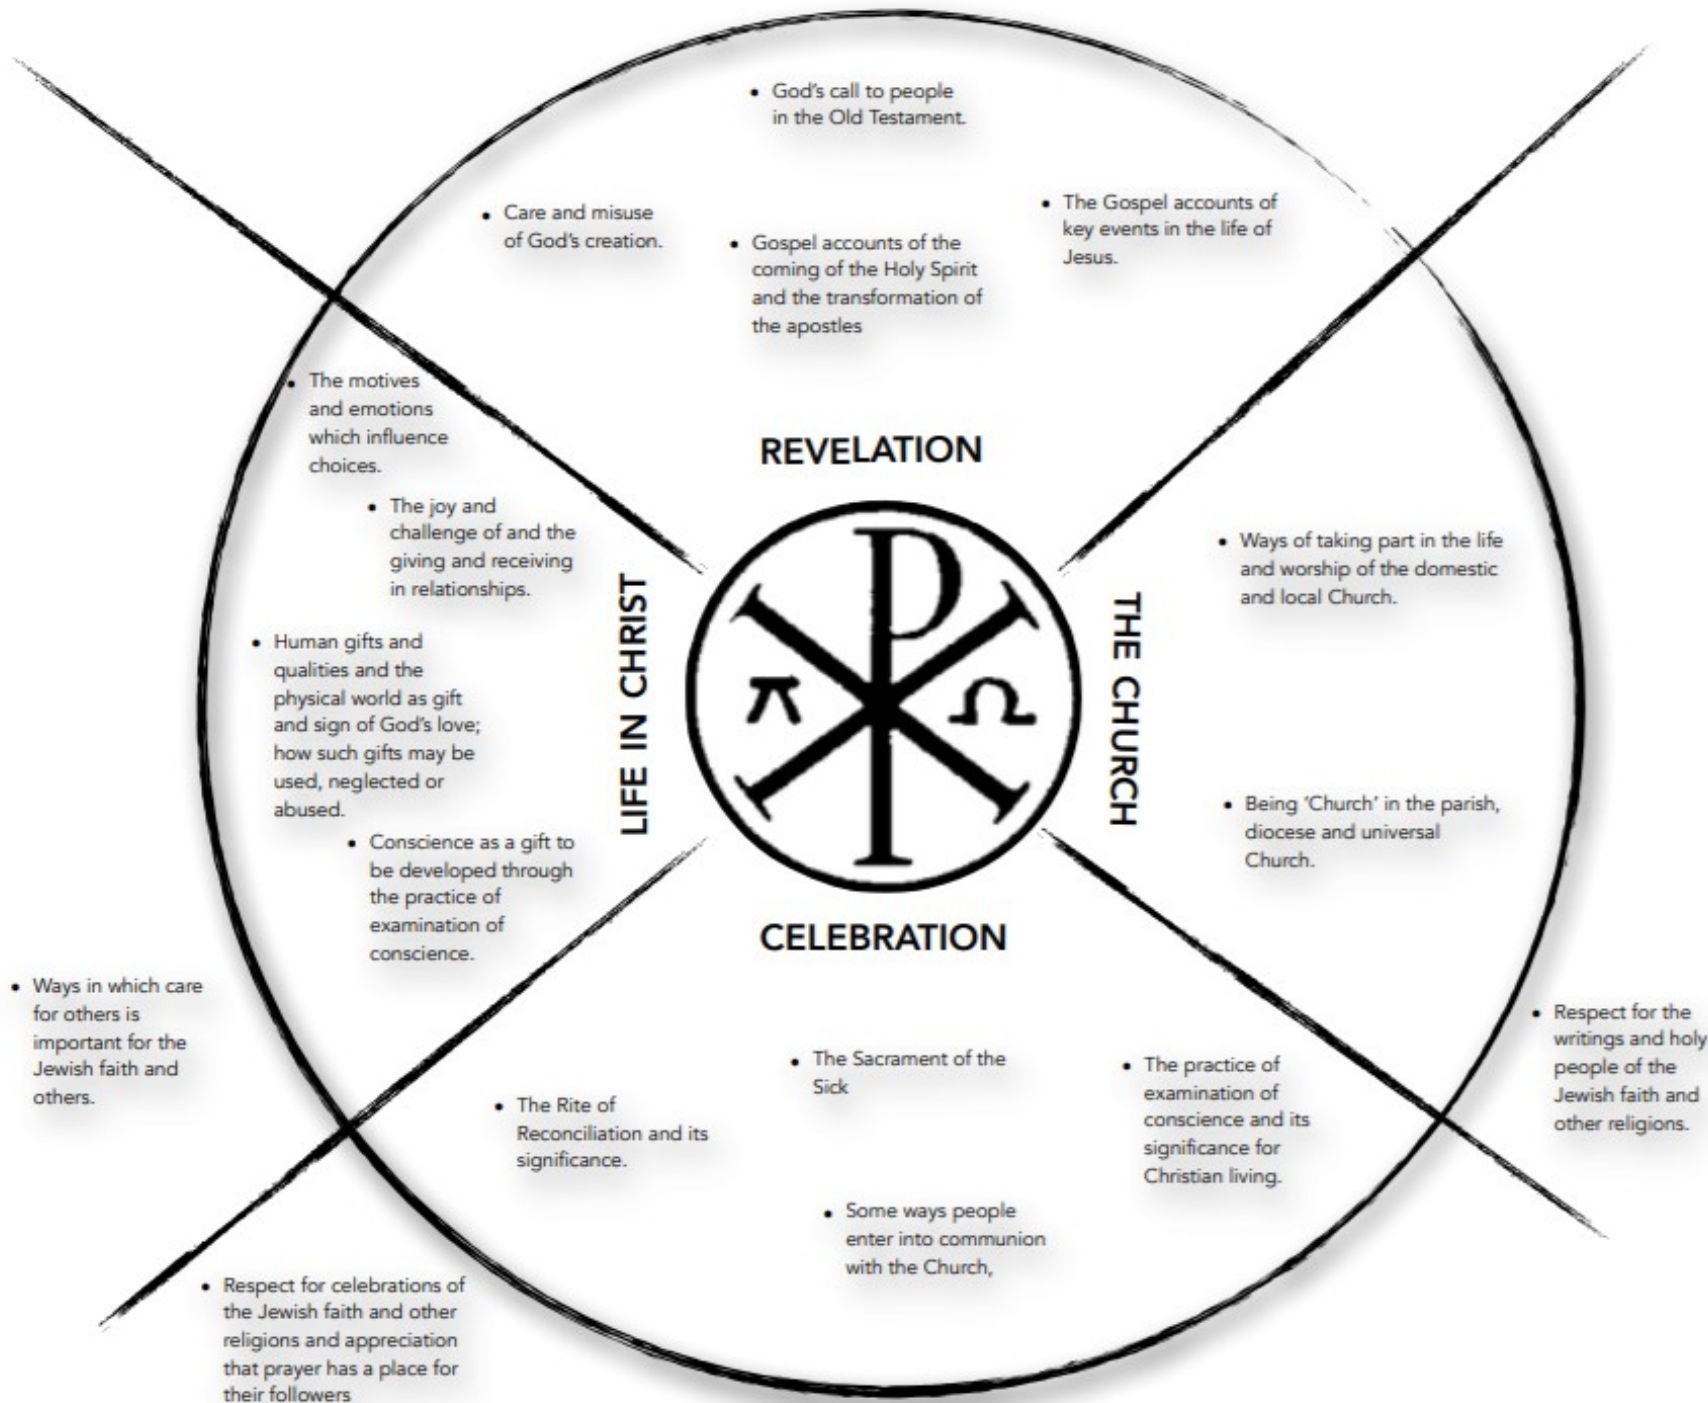 • God's call to people
in the Old Testament.
• Care and misuse
of God's creation.
• Gospel accounts of the
coming of the Holy Spirit
and the transformation of
the apostles
• The Gospel accounts of
key events in the life of
Jesus.
REVELATION
• The motives
and emotions
which influence
choices.
• The joy and
challenge of and the
giving and receiving
in relationships.
• Human gifts and
qualities and the
physical world as gift
and sign of God's love;
how such gifts may be
used, neglected or
abused.
• Conscience as a gift to
be developed through
the practice of
examination of
conscience.
LIFE IN CHRIST
Ω
THE CHURCH
• Ways of taking part in the life
and worship of the domestic
and local Church.
• Being ‘Church’ in the parish,
diocese and universal
Church.
CELEBRATION
• The Rite of
Reconciliation and its
significance.
• The Sacrament of the
Sick
• The practice of
examination of
conscience and its
significance for
Christian living.
• Some ways people
enter into communion
with the Church,
• Ways in which care
for others is
important for the
Jewish faith and
others.
• Respect for the
writings and holy
people of the
Jewish faith and
other religions.
• Respect for celebrations of
the Jewish faith and other
religions and appreciation
that prayer has a place for
their followers